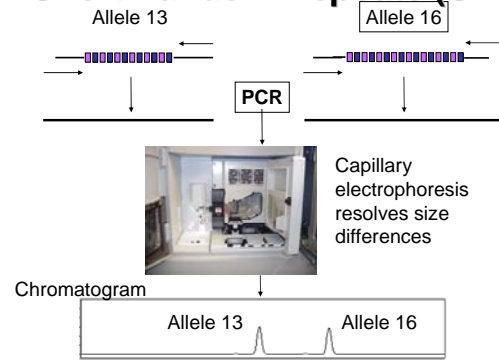 Allele 13
Allele 16
PCR
Capillary
electrophoresis
resolves size
differences
Chromatogram
Allele 13
Allele 16